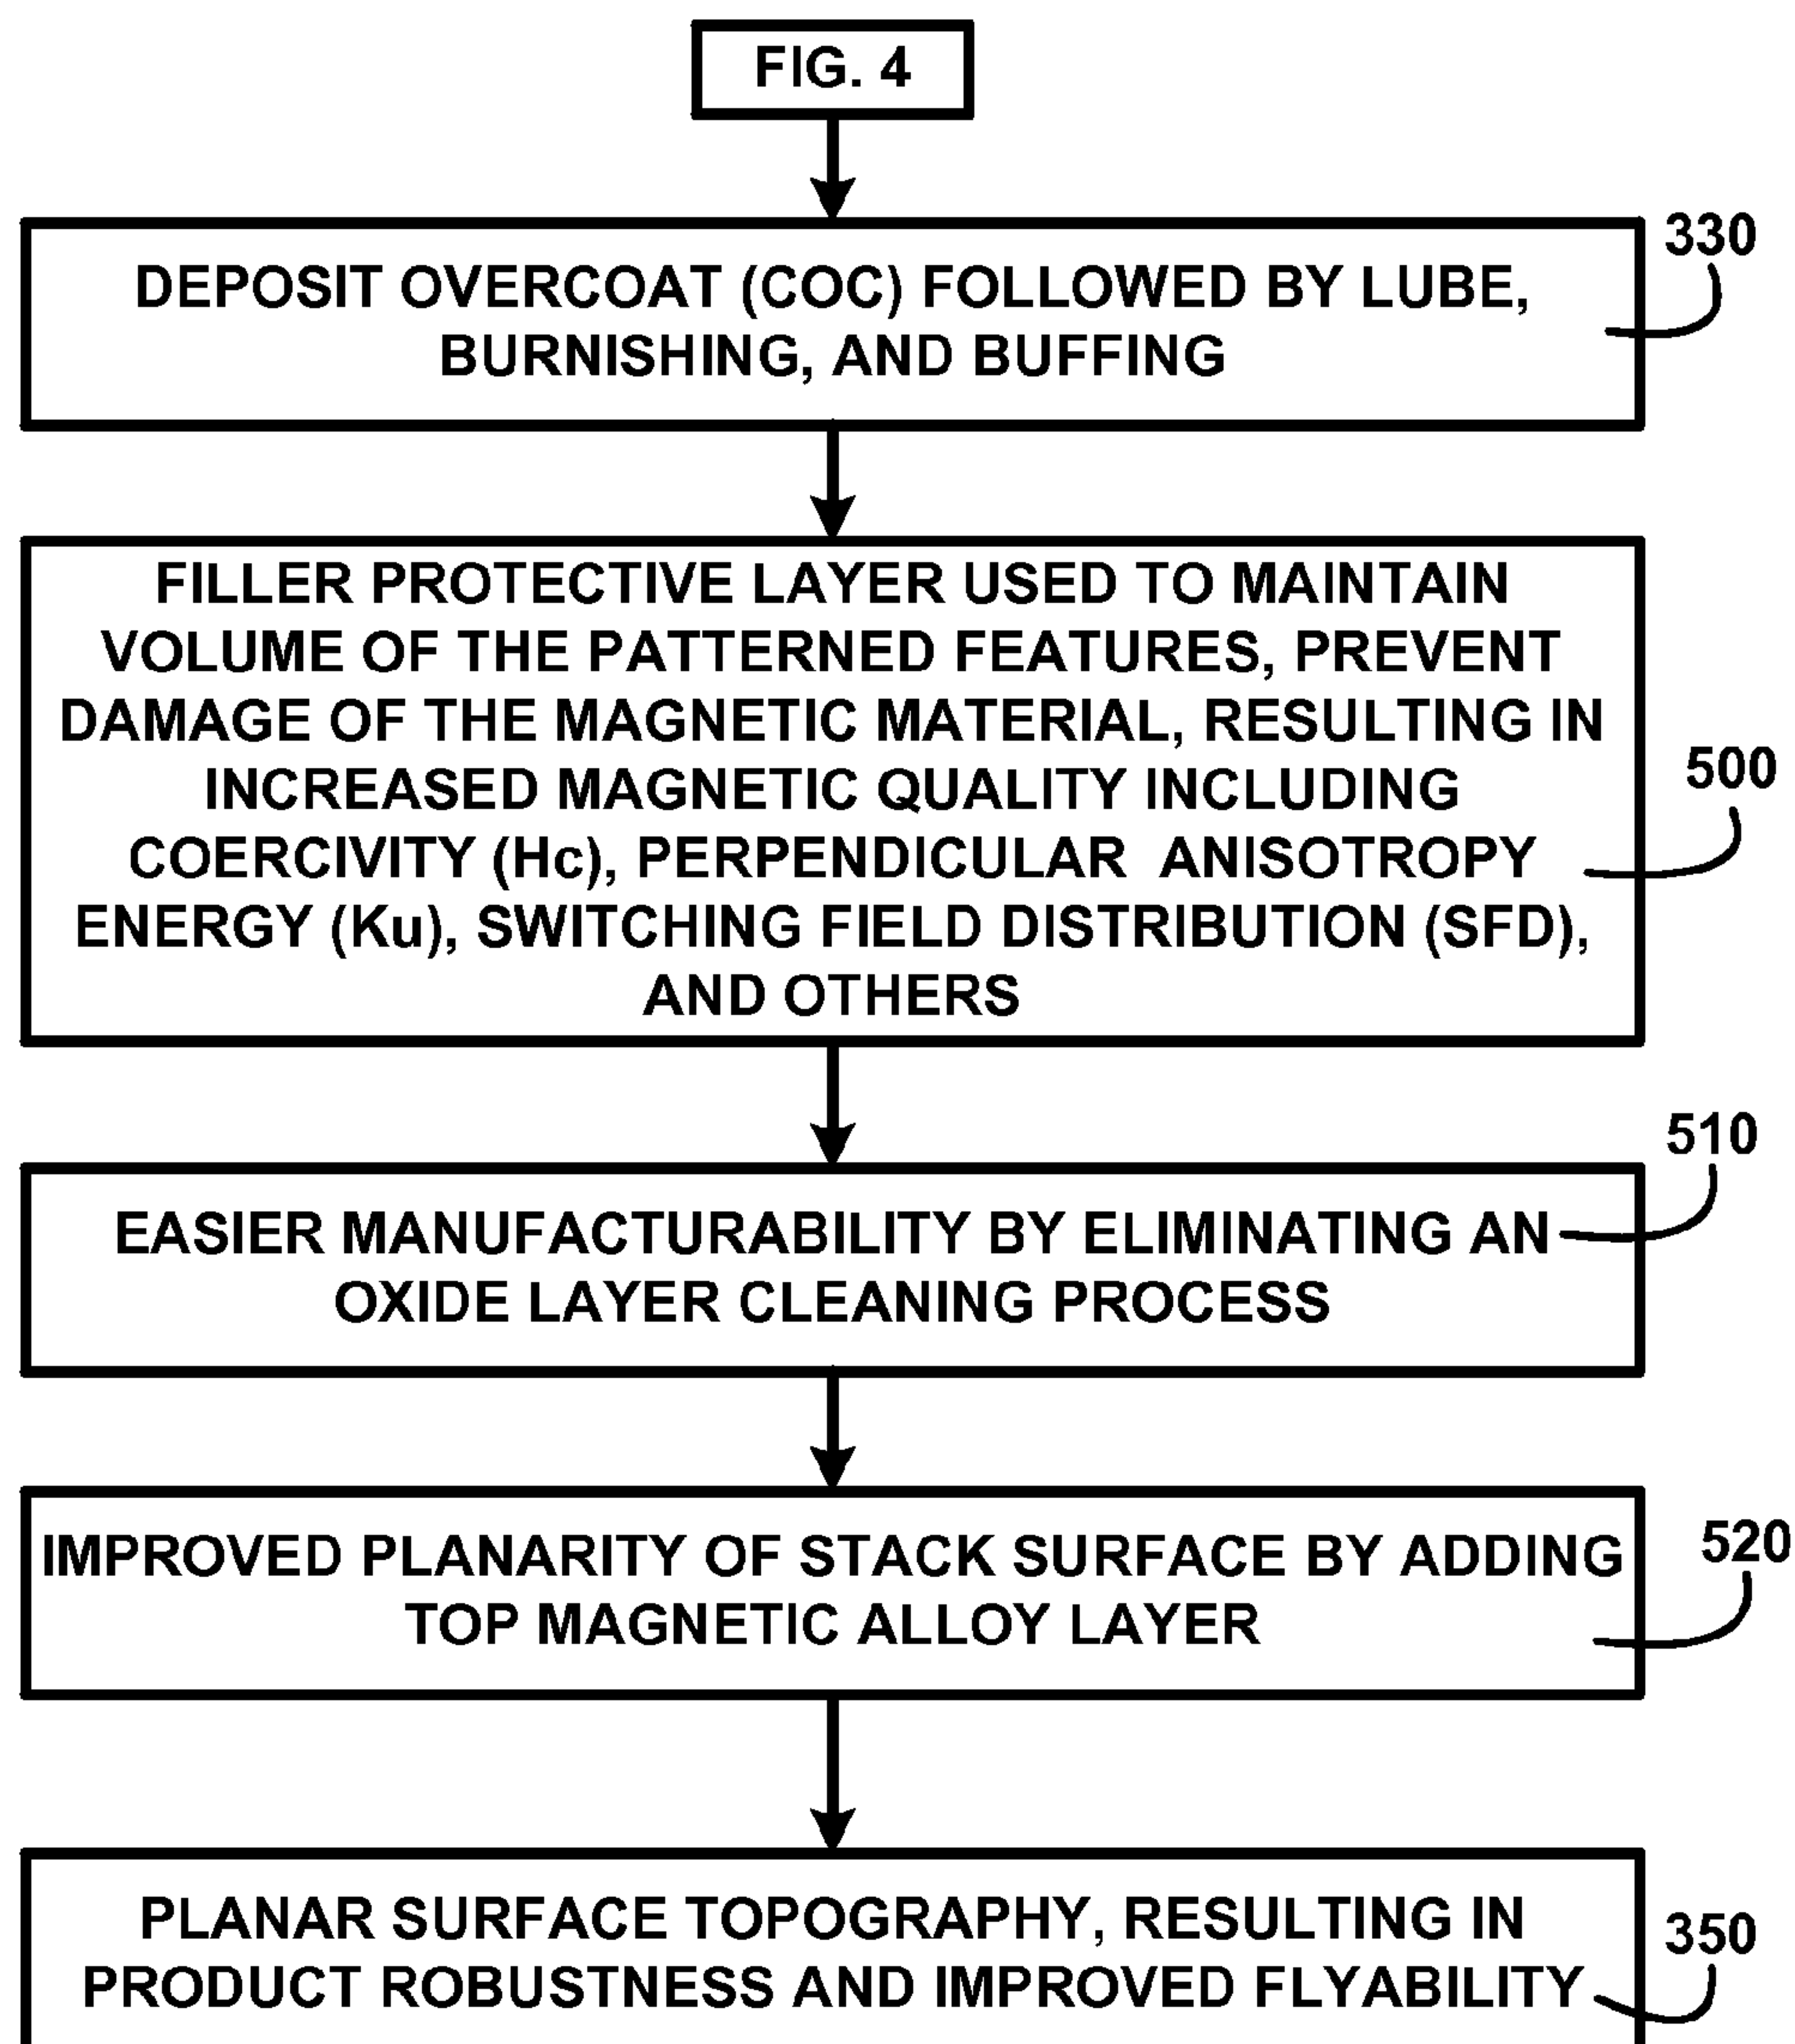 FIG. 4
330
DEPOSIT OVERCOAT (COC) FOLLOWED BY LUBE,
BURNISHING, AND BUFFING
FILLER PROTECTIVE LAYER USED TO MAINTAIN
VOLUME OF THE PATTERNED FEATURES, PREVENT
DAMAGE OF THE MAGNETIC MATERIAL, RESULTING IN
500
INCREASED MAGNETIC QUALITY INCLUDING
COERCIVITY (Hc), PERPENDICULAR ANISOTROPY
ENERGY (Ku), SWITCHING FIELD DISTRIBUTION (SFD),
AND OTHERS
510
EASIER MANUFACTURABILITY BY ELIMINATING AN
OXIDE LAYER CLEANING PROCESS
520
IMPROVED PLANARITY OF STACK SURFACE BY ADDING
TOP MAGNETIC ALLOY LAYER
PLANAR SURFACE TOPOGRAPHY, RESULTING IN
350
PRODUCT ROBUSTNESS AND IMPROVED FLYABILITY